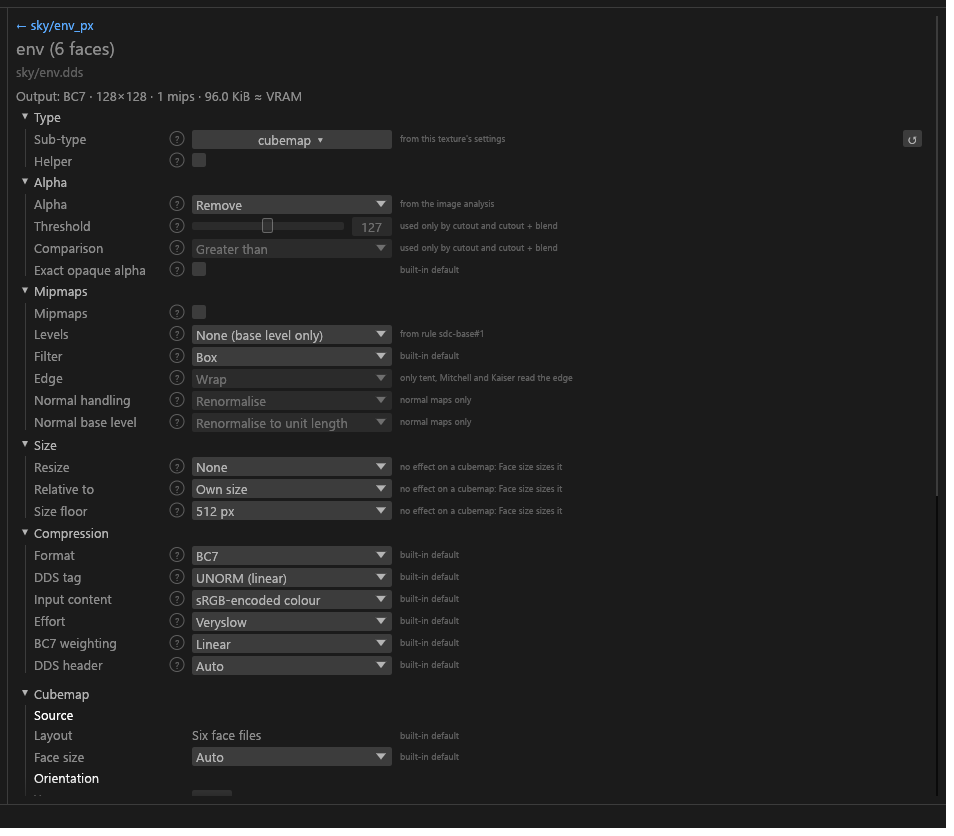 ← sky/env_px
env (6 faces)
sky/env.dds
Output: BC7 · 128×128 · 1 mips · 96.0 KiB ≈ VRAM
▾ Type
Sub-type ? cubemap ▾ from this texture's settings ↺
Helper ?
▾ Alpha
Alpha ? Remove from the image analysis
Threshold ? 127 used only by cutout and cutout + blend
Comparison ? Greater than used only by cutout and cutout + blend
Exact opaque alpha ? built-in default
▾ Mipmaps
Mipmaps ?
Levels ? None (base level only) from rule sdc-base#1
Filter ? Box built-in default
Edge ? Wrap only tent, Mitchell and Kaiser read the edge
Normal handling ? Renormalise normal maps only
Normal base level ? Renormalise to unit length normal maps only
▾ Size
Resize ? None no effect on a cubemap: Face size sizes it
Relative to ? Own size no effect on a cubemap: Face size sizes it
Size floor ? 512 px no effect on a cubemap: Face size sizes it
▾ Compression
Format ? BC7 built-in default
DDS tag ? UNORM (linear) built-in default
Input content ? sRGB-encoded colour built-in default
Effort ? Veryslow built-in default
BC7 weighting ? Linear built-in default
DDS header ? Auto built-in default
▾ Cubemap
Source
Layout Six face files built-in default
Face size Auto built-in default
Orientation